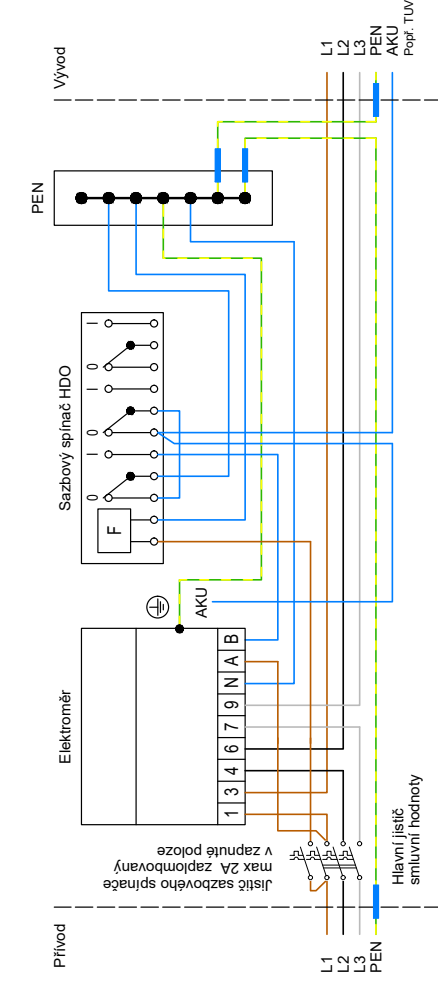 Přívod
L1
L2
L3
PEN
Jistič sazbového spínače
max 2A  zaplombovaný
v zapnuté poloze
Hlavní jistič
smluvní hodnoty
Elektroměr
1
3
4
6
7
9
N
A
B
AKU
Sazbový spínač HDO
F
0
I
0
I
0
I
PEN
Vývod
L1
L2
L3
PEN
AKU
Popř. TUV